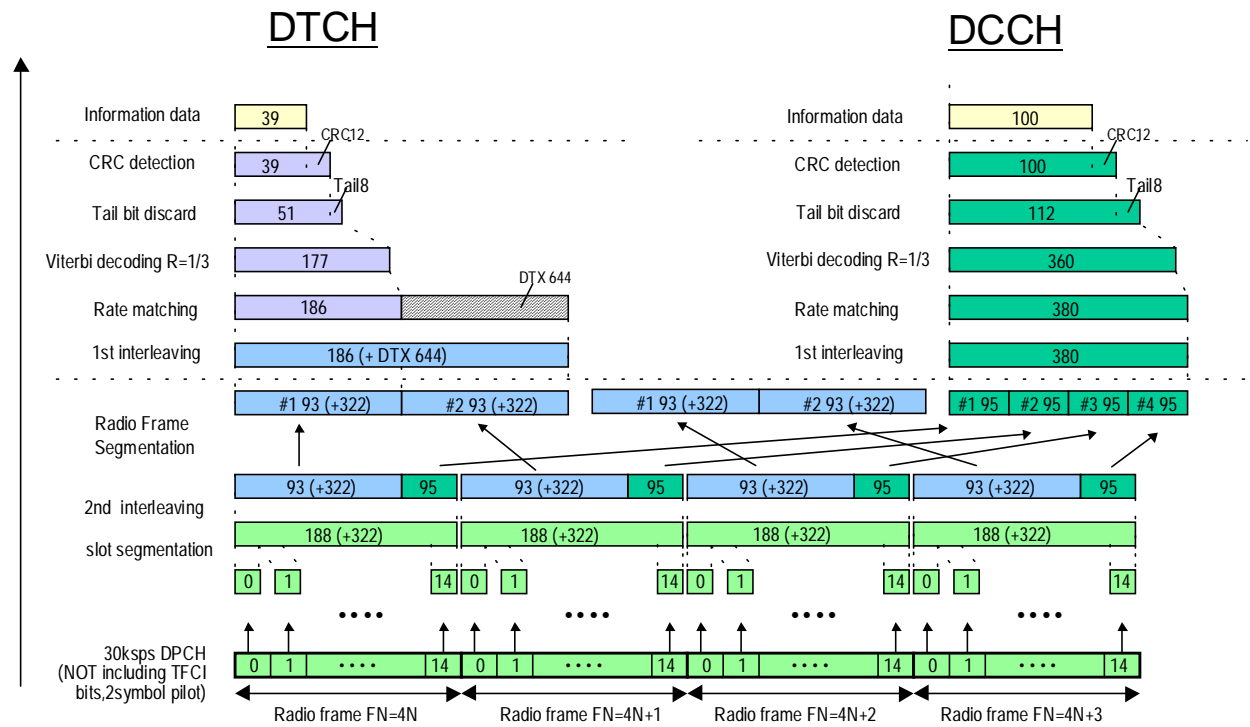 DTCH DCCH
Information data 39 Information data 100
CRC12 CRC12
CRC detection 39 CRC detection 100
Tail8 Tail8
Tail bit discard 51 Tail bit discard 112
Viterbi decoding R=1/3 177 Viterbi decoding R=1/3 360
DTX 644
Rate matching 186 Rate matching 380
1st interleaving 186 (+ DTX 644) 1st interleaving 380
#1 93 (+322) #2 93 (+322) #1 93 (+322) #2 93 (+322) #1 95 #2 95 #3 95 #4 95
Radio Frame
Segmentation
93 (+322) 95 93 (+322) 95 93 (+322) 95 93 (+322) 95
2nd interleaving
188 (+322) 188 (+322) 188 (+322) 188 (+322)
slot segmentation
0 1 14 0 1 14 0 1 14 0 1 14
•••• •••• •••• ••••
30ksps DPCH
(NOT including TFCI
bits,2symbol pilot)
0 1 •••• 14 0 1 •••• 14 0 1 •••• 14 0 1 •••• 14
Radio frame FN=4N Radio frame FN=4N+1 Radio frame FN=4N+2 Radio frame FN=4N+3